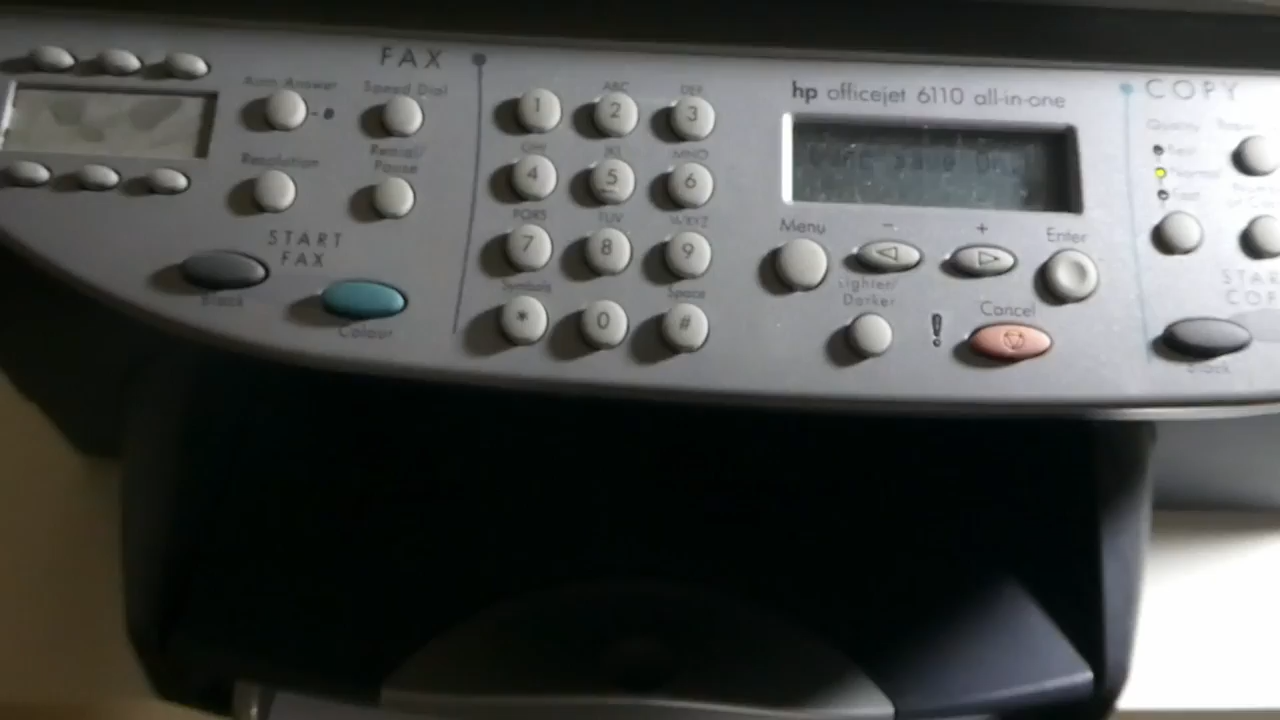 FAX
Auto Answer
Speed Dial
Resolution
Redial/
Pause
START
FAX
Black
Colour
1
ABC
2
DEF
3
GHI
4
JKL
5
MNO
6
PQRS
7
TUV
8
WXYZ
9
Symbols
*
0
Space
#
hp officejet 6110 all-in-one
Menu
-
+
Enter
Lighter/
Darker
!
Cancel
COPY
Quality
Normal
Fast
Black